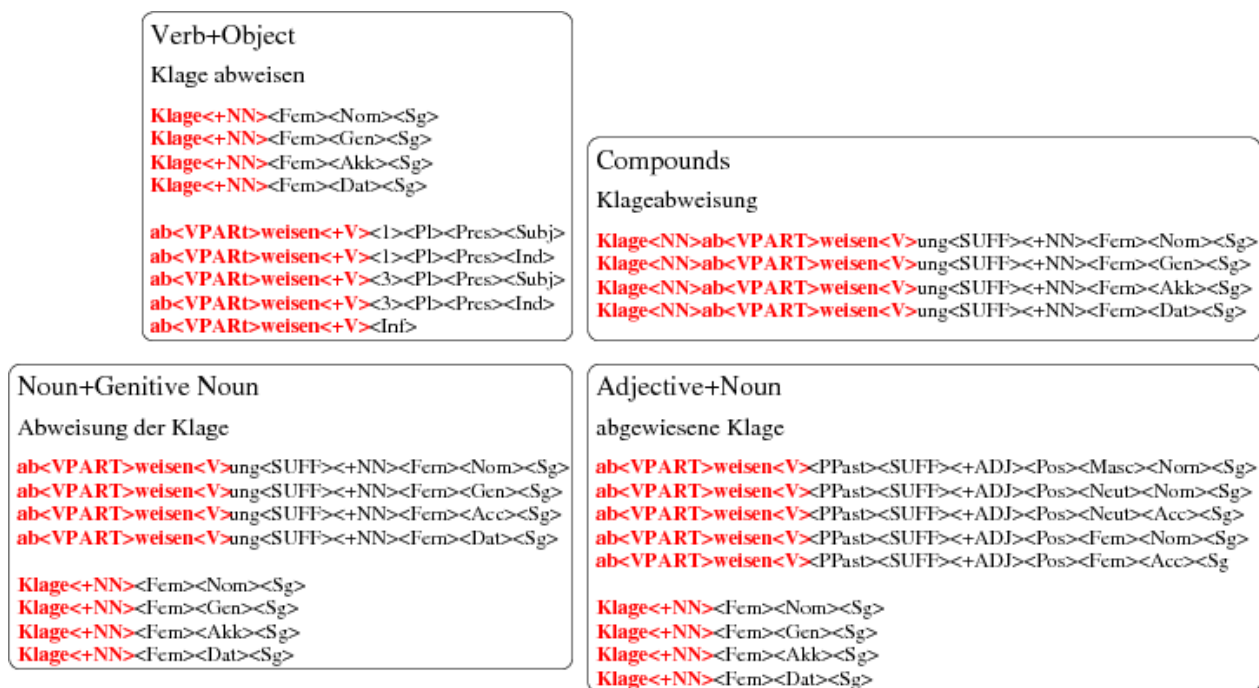 Verb+Object
Klage abweisen
Klage<+NN><Fem><Nom><Sg>
Klage<+NN><Fem><Gen><Sg>
Klage<+NN><Fem><Akk><Sg>
Klage<+NN><Fem><Dat><Sg>
ab<VPARt>weisen<+V><1><Pl><Pres><Subj>
ab<VPARt>weisen<+V><1><Pl><Pres><Ind>
ab<VPARt>weisen<+V><3><Pl><Pres><Subj>
ab<VPARt>weisen<+V><3><Pl><Pres><Ind>
ab<VPARt>weisen<+V><Inf>
Compounds
Klageabweisung
Klage<NN>ab<VPART>weisen<V>ung<SUFF><+NN><Fem><Nom><Sg>
Klage<NN>ab<VPART>weisen<V>ung<SUFF><+NN><Fem><Gen><Sg>
Klage<NN>ab<VPART>weisen<V>ung<SUFF><+NN><Fem><Akk><Sg>
Klage<NN>ab<VPART>weisen<V>ung<SUFF><+NN><Fem><Dat><Sg>
Noun+Genitive Noun
Abweisung der Klage
ab<VPART>weisen<V>ung<SUFF><+NN><Fem><Nom><Sg>
ab<VPART>weisen<V>ung<SUFF><+NN><Fem><Gen><Sg>
ab<VPART>weisen<V>ung<SUFF><+NN><Fem><Acc><Sg>
ab<VPART>weisen<V>ung<SUFF><+NN><Fem><Dat><Sg>
Klage<+NN><Fem><Nom><Sg>
Klage<+NN><Fem><Gen><Sg>
Klage<+NN><Fem><Akk><Sg>
Klage<+NN><Fem><Dat><Sg>
Adjective+Noun
abgewiesene Klage
ab<VPART>weisen<V><PPast><SUFF><+ADJ><Pos><Masc><Nom><Sg>
ab<VPART>weisen<V><PPast><SUFF><+ADJ><Pos><Neut><Nom><Sg>
ab<VPART>weisen<V><PPast><SUFF><+ADJ><Pos><Neut><Acc><Sg>
ab<VPART>weisen<V><PPast><SUFF><+ADJ><Pos><Fem><Nom><Sg>
ab<VPART>weisen<V><PPast><SUFF><+ADJ><Pos><Fem><Acc><Sg
Klage<+NN><Fem><Nom><Sg>
Klage<+NN><Fem><Gen><Sg>
Klage<+NN><Fem><Akk><Sg>
Klage<+NN><Fem><Dat><Sg>